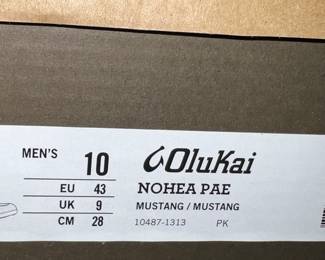 MEN'S 10
OluKai
EU 43
UK 9
CM 28
NOHEA PAE
MUSTANG / MUSTANG
10487-1313 PK